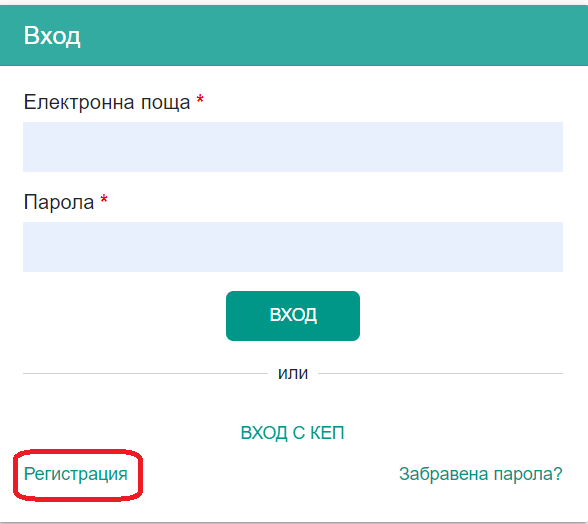 Вход
Електронна поща *
Парола *
ВХОД
или
ВХОД С КЕП
Регистрация
Забравена парола?